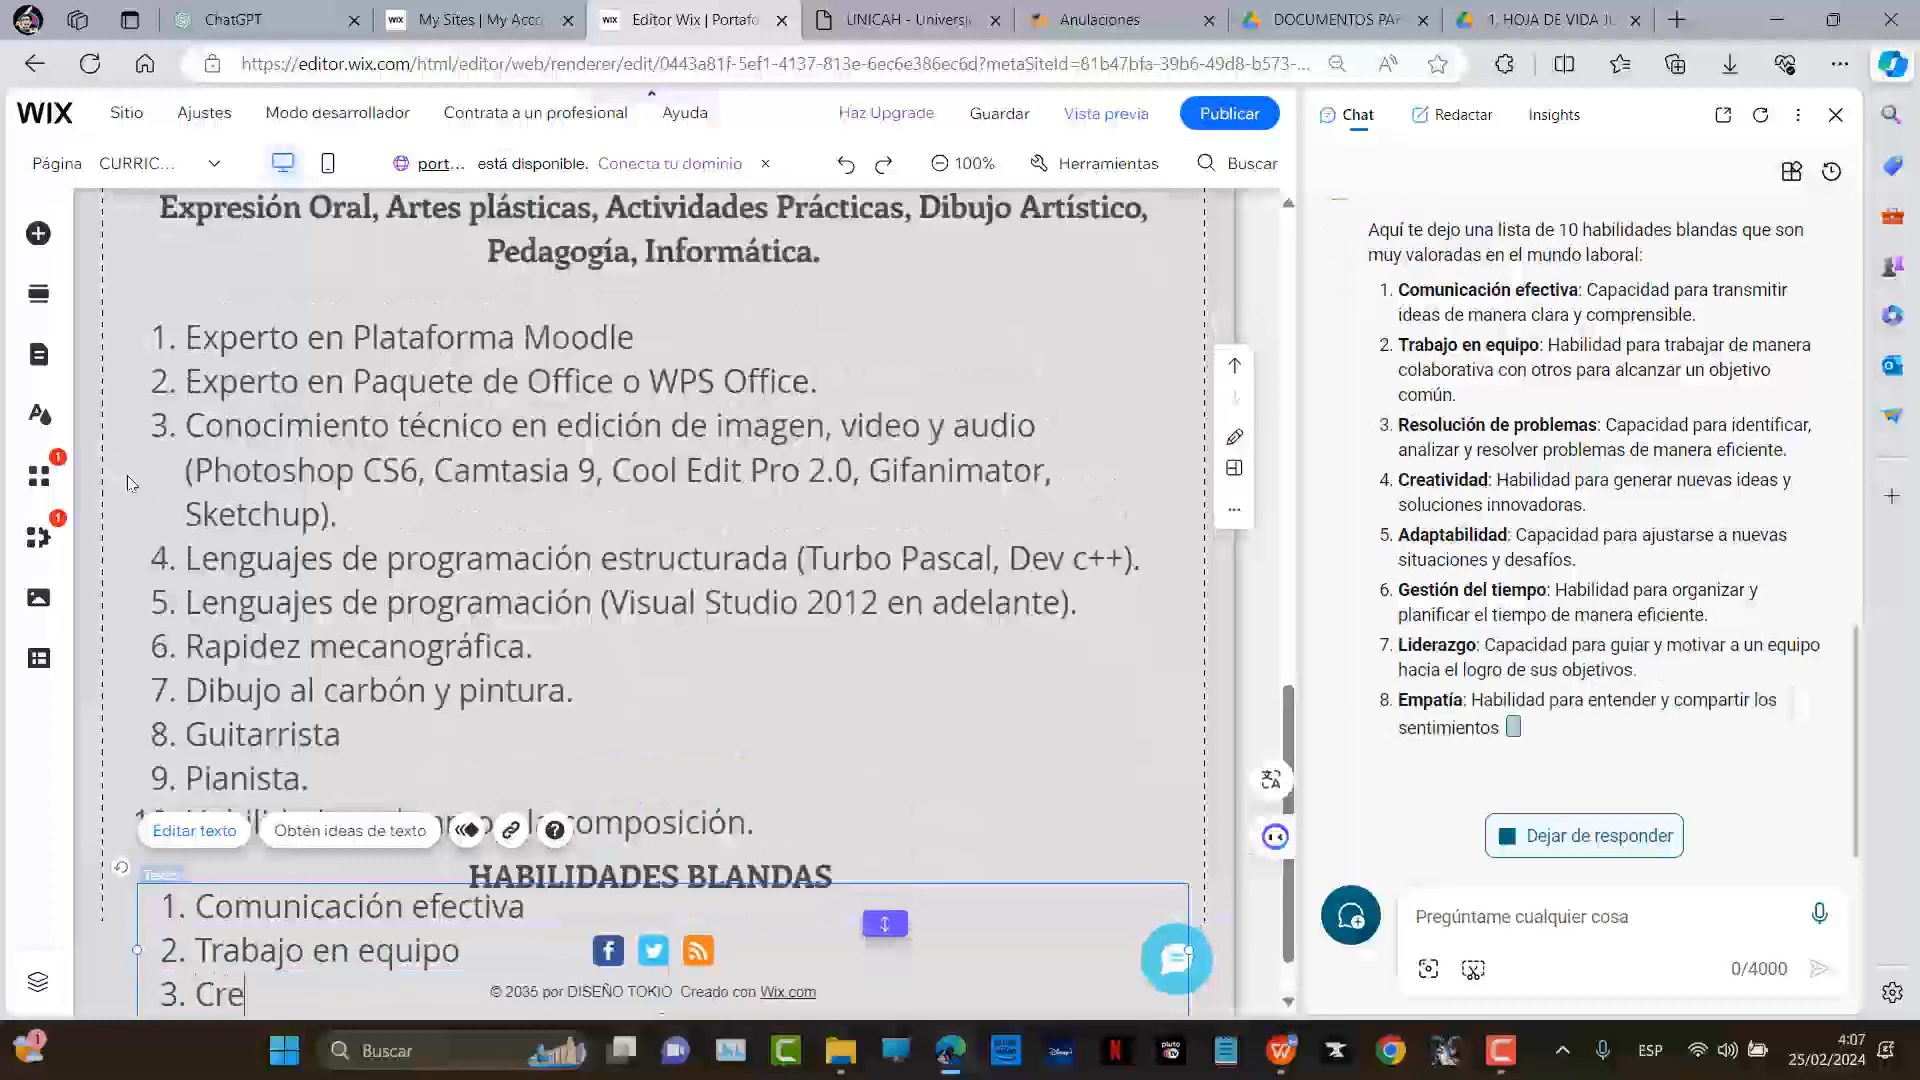 ChatGPT
My Sites | My Acco
Editor Wix | Portafo
UNICAH - Universi
Anulaciones
DOCUMENTOS PAR
1. HOJA DE VIDA JU
https://editor.wix.com/html/editor/web/renderer/edit/0443a81f-5ef1-4137-813e-6ec6e386ec6d?metaSiteId=81b47bfa-39b6-49d8-b573-...
WIX
Sitio
Ajustes
Modo desarrollador
Contrata a un profesional
Ayuda
Haz Upgrade
Guardar
Vista previa
Publicar
Página
CURRIC...
port...
está disponible.
Conecta tu dominio
100%
Herramientas
Buscar
Expresión Oral, Artes plásticas, Actividades Prácticas, Dibujo Artístico,
Pedagogía, Informática.
1. Experto en Plataforma Moodle
2. Experto en Paquete de Office o WPS Office.
3. Conocimiento técnico en edición de imagen, video y audio
(Photoshop CS6, Camtasia 9, Cool Edit Pro 2.0, Gifanimator,
Sketchup).
4. Lenguajes de programación estructurada (Turbo Pascal, Dev c++).
5. Lenguajes de programación (Visual Studio 2012 en adelante).
6. Rapidez mecanográfica.
7. Dibujo al carbón y pintura.
8. Guitarrista
9. Pianista.
composición.
Editar texto
Obtén ideas de texto
HABILIDADES BLANDAS
1. Comunicación efectiva
2. Trabajo en equipo
3. Cre
© 2035 por DISEÑO TOKIO Creado con Wix.com
Chat
Redactar
Insights
Aquí te dejo una lista de 10 habilidades blandas que son
muy valoradas en el mundo laboral:
1. Comunicación efectiva: Capacidad para transmitir
ideas de manera clara y comprensible.
2. Trabajo en equipo: Habilidad para trabajar de manera
colaborativa con otros para alcanzar un objetivo
común.
3. Resolución de problemas: Capacidad para identificar,
analizar y resolver problemas de manera eficiente.
4. Creatividad: Habilidad para generar nuevas ideas y
soluciones innovadoras.
5. Adaptabilidad: Capacidad para ajustarse a nuevas
situaciones y desafíos.
6. Gestión del tiempo: Habilidad para organizar y
planificar el tiempo de manera eficiente.
7. Liderazgo: Capacidad para guiar y motivar a un equipo
hacia el logro de sus objetivos.
8. Empatía: Habilidad para entender y compartir los
sentimientos
Dejar de responder
Pregúntame cualquier cosa
0/4000
Buscar
ESP
4:07
25/02/2024